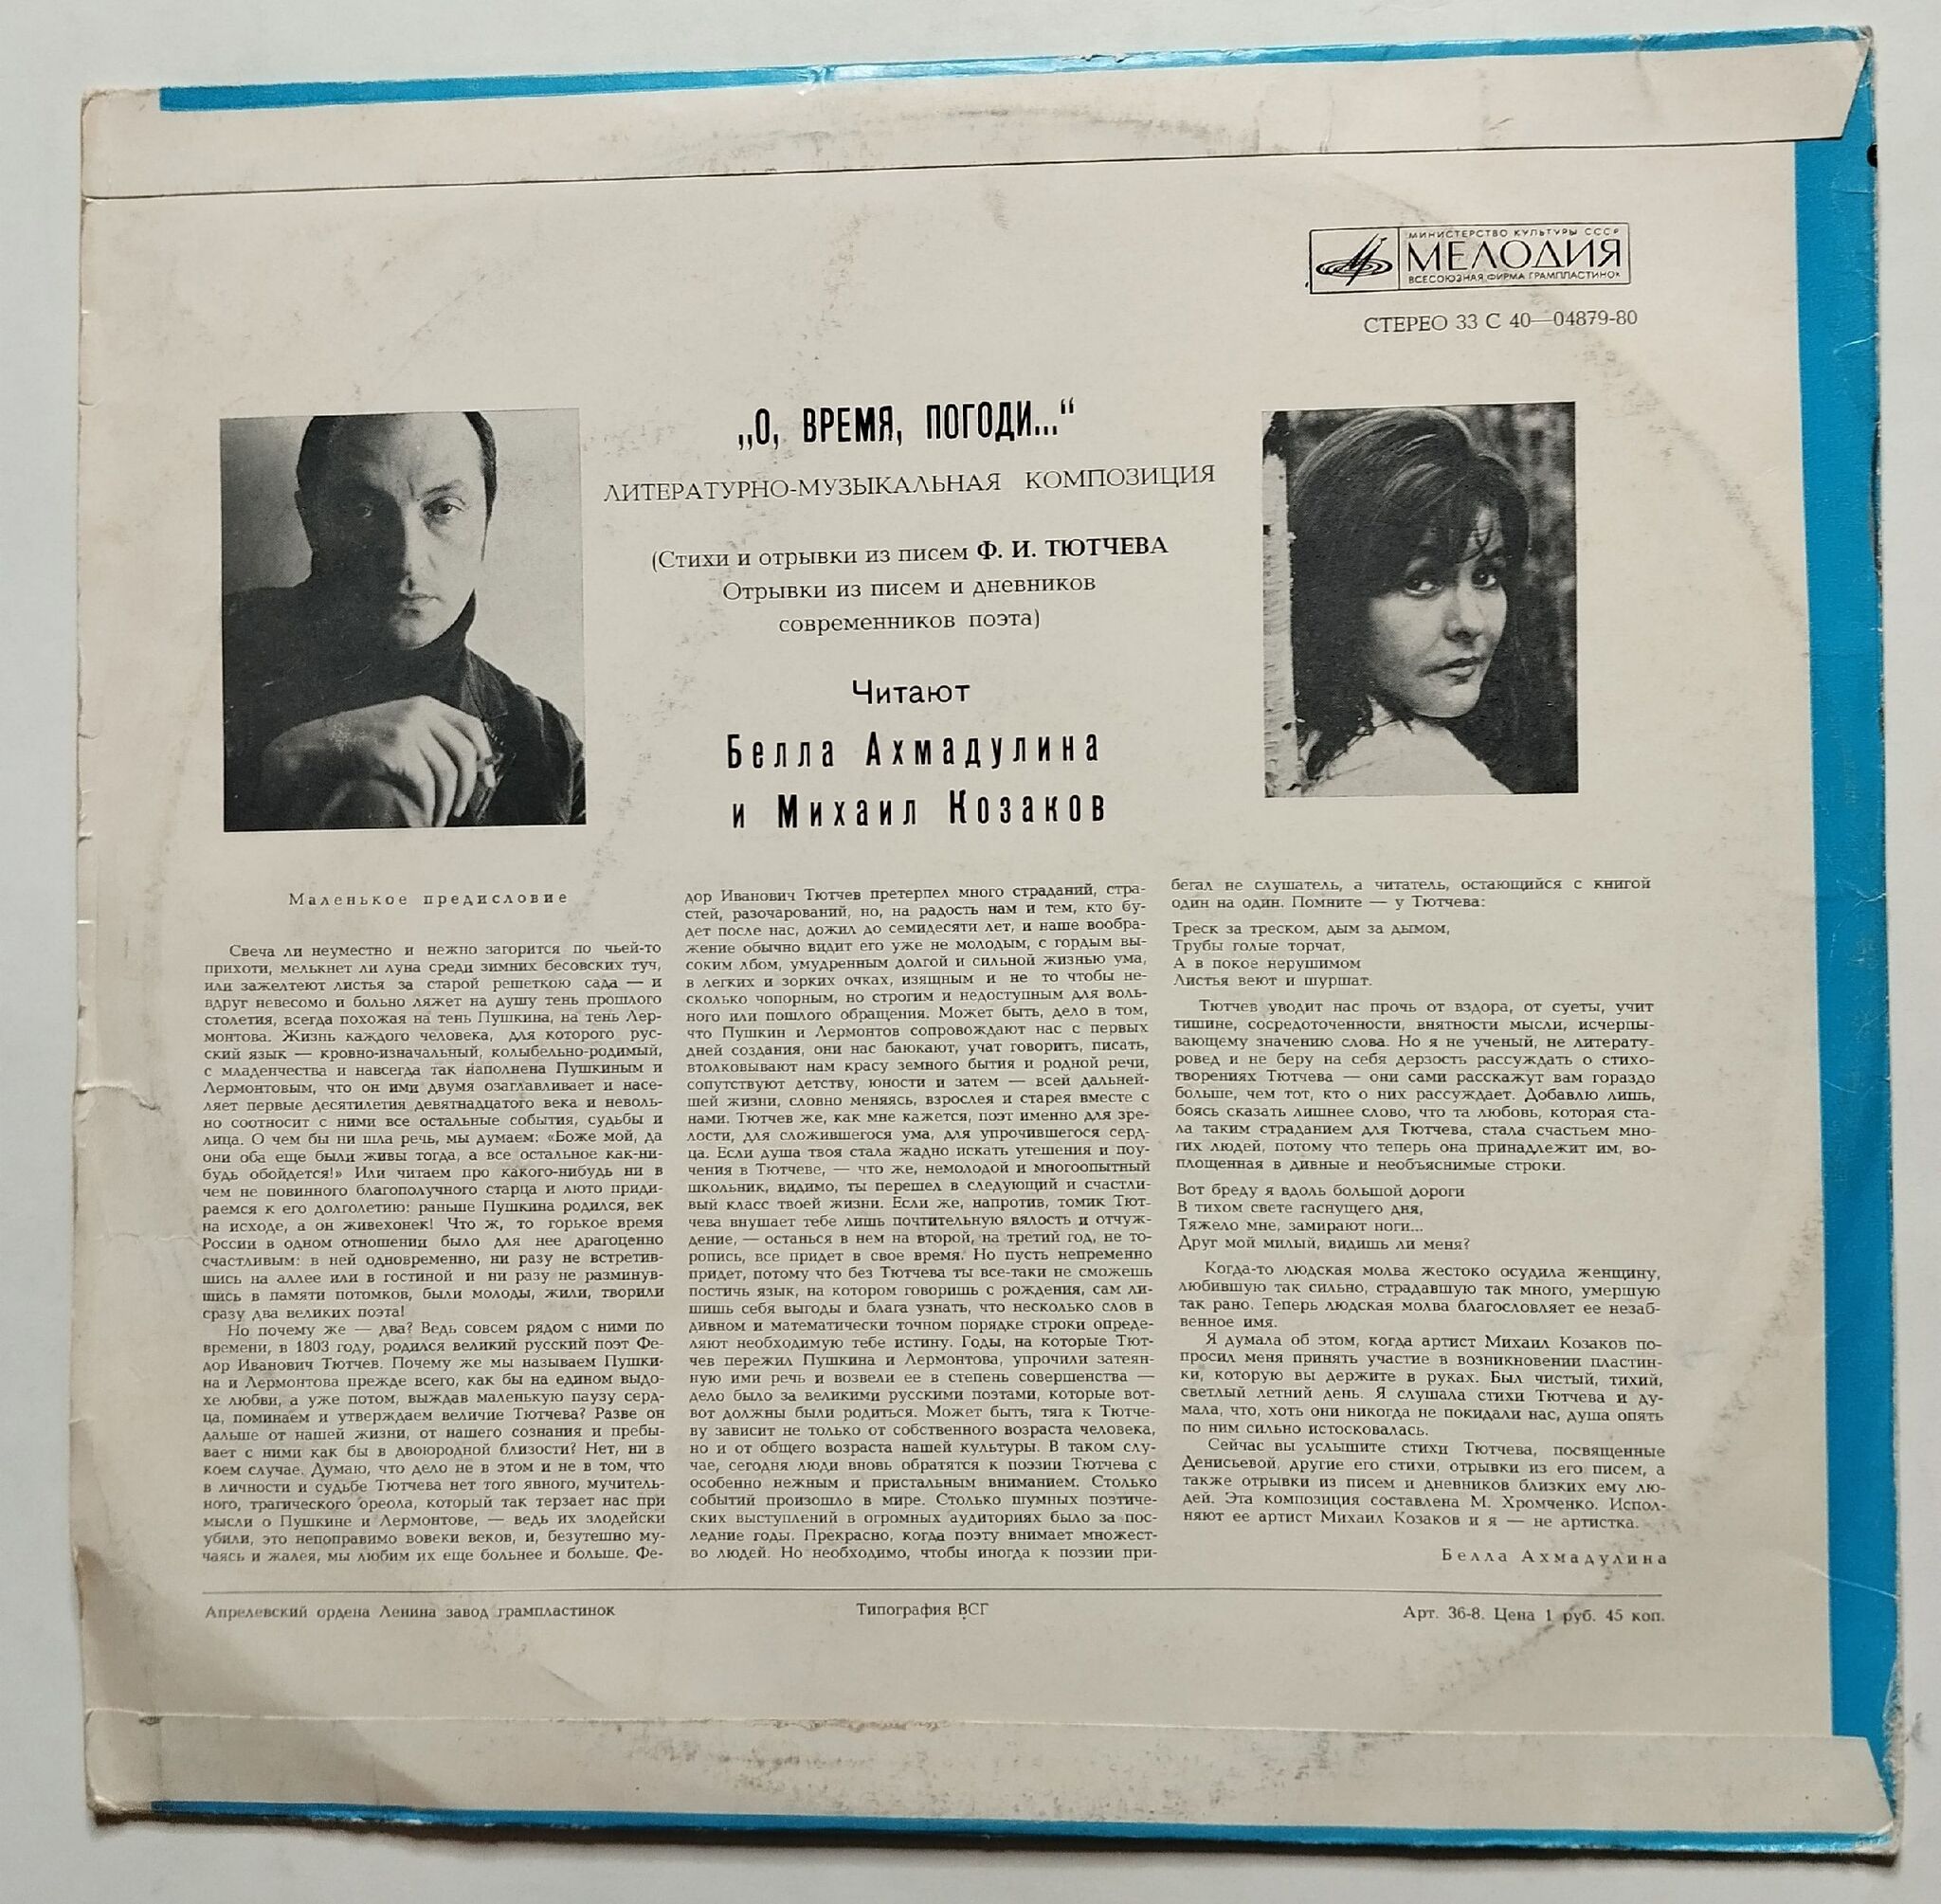 МИНИСТЕРСТВО КУЛЬТУРЫ СССР
МЕЛОДИЯ
ВСЕСОЮЗНАЯ ФИРМА ГРАМПЛАСТИНОК
СТЕРЕО 33 С 40—04879-80
„О, ВРЕМЯ, ПОГОДИ...“
ЛИТЕРАТУРНО-МУЗЫКАЛЬНАЯ КОМПОЗИЦИЯ
(Стихи и отрывки из писем Ф. И. ТЮТЧЕВА
Отрывки из писем и дневников
современников поэта)
Читают
Белла Ахмадулина
и Михаил Козаков
Маленькое предисловие
Свеча ли неуместно и нежно загорится по чьей-то
прихоти, мелькнет ли луна среди зимних бесовских туч,
или зажелтеют листья за старой решеткою сада — и
вдруг невесомо и больно ляжет на душу тень прошлого
столетия, всегда похожая на тень Пушкина, на тень Лер-
монтова. Жизнь каждого человека, для которого рус-
ский язык — кровно-изначальный, колыбельно-родимый,
с младенчества и навсегда так наполнена Пушкиным и
Лермонтовым, что он ими двумя озаглавливает и насе-
ляет первые десятилетия девятнадцатого века и неволь-
но соотносит с ними все остальные события, судьбы и
лица. О чем бы ни шла речь, мы думаем: «Боже мой, да
они оба еще были живы тогда, а все остальное как-ни-
будь обойдется!» Или читаем про какого-нибудь ни в
чем не повинного благополучного старца и люто приди-
раемся к его долголетию: раньше Пушкина родился, век
на исходе, а он живехонек! Что ж, то горькое время
России в одном отношении было для нее драгоценно
счастливым: в ней одновременно, ни разу не встретив-
шись на аллее или в гостиной и ни разу не разминув-
шись в памяти потомков, были молоды, жили, творили
сразу два великих поэта!
Но почему же — два? Ведь совсем рядом с ними по
времени, в 1803 году, родился великий русский поэт Фе-
дор Иванович Тютчев. Почему же мы называем Пушки-
на и Лермонтова прежде всего, как бы на едином выдо-
хе любви, а уже потом, выждав маленькую паузу серд-
ца, поминаем и утверждаем величие Тютчева? Разве он
дальше от нашей жизни, от нашего сознания и пребы-
вает с ними как бы в двоюродной близости? Нет, ни в
коем случае. Думаю, что дело не в этом и не в том, что
в личности и судьбе Тютчева нет того явного, мучитель-
ного, трагического ореола, который так терзает нас при
мысли о Пушкине и Лермонтове, — ведь их злодейски
убили, это непоправимо вовеки веков, и, безутешно му-
чаясь и жалея, мы любим их еще больнее и больше. Фе-
дор Иванович Тютчев претерпел много страданий, стра-
стей, разочарований, но, на радость нам и тем, кто бу-
дет после нас, дожил до семидесяти лет, и наше вообра-
жение обычно видит его уже не молодым, с гордым вы-
соким лбом, умудренным долгой и сильной жизнью ума,
в легких и зорких очках, изящным и не то чтобы не-
сколько чопорным, но строгим и недоступным для воль-
ного или пошлого обращения. Может быть, дело в том,
что Пушкин и Лермонтов сопровождают нас с первых
дней создания, они нас баюкают, учат говорить, писать,
втолковывают нам красу земного бытия и родной речи,
сопутствуют детству, юности и затем — всей дальней-
шей жизни, словно меняясь, взрослея и старея вместе с
нами. Тютчев же, как мне кажется, поэт именно для зре-
лости, для сложившегося ума, для упрочившегося серд-
ца. Если душа твоя стала жадно искать утешения и поу-
чения в Тютчеве, — что же, немолодой и многоопытный
школьник, видимо, ты перешел в следующий и счастли-
вый класс твоей жизни. Если же, напротив, томик Тют-
чева внушает тебе лишь почтительную вялость и отчуж-
дение, — останься в нем на второй, на третий год, не то-
ропись, все придет в свое время. Но пусть непременно
придет, потому что без Тютчева ты все-таки не сможешь
постичь язык, на котором говоришь с рождения, сам ли-
шишь себя выгоды и блага узнать, что несколько слов в
дивном и математически точном порядке строки опреде-
ляют необходимую тебе истину. Годы, на которые Тют-
чев пережил Пушкина и Лермонтова, упрочили затеян-
ную ими речь и возвели ее в степень совершенства —
дело было за великими русскими поэтами, которые вот-
вот должны были родиться. Может быть, тяга к Тютче-
ву зависит не только от собственного возраста человека,
но и от общего возраста нашей культуры. В таком слу-
чае, сегодня люди вновь обратятся к поэзии Тютчева с
особенно нежным и пристальным вниманием. Столько
событий произошло в мире. Столько шумных поэтиче-
ских выступлений в огромных аудиториях было за пос-
ледние годы. Прекрасно, когда поэту внимает множест-
во людей. Но необходимо, чтобы иногда к поэзии при-
бегал не слушатель, а читатель, остающийся с книгой
один на один. Помните — у Тютчева:
Треск за треском, дым за дымом,
Трубы голые торчат,
А в покое нерушимом
Листья веют и шуршат.
Тютчев уводит нас прочь от вздора, от суеты, учит
тишине, сосредоточенности, внятности мысли, исчерпы-
вающему значению слова. Но я не ученый, не литерату-
ровед и не беру на себя дерзость рассуждать о стихо-
творениях Тютчева — они сами расскажут вам гораздо
больше, чем тот, кто о них рассуждает. Добавлю лишь,
боясь сказать лишнее слово, что та любовь, которая ста-
ла таким страданием для Тютчева, стала счастьем мно-
гих людей, потому что теперь она принадлежит им, во-
площенная в дивные и необъяснимые строки.
Вот бреду я вдоль большой дороги
В тихом свете гаснущего дня,
Тяжело мне, замирают ноги...
Друг мой милый, видишь ли меня?
Когда-то людская молва жестоко осудила женщину,
любившую так сильно, страдавшую так много, умершую
так рано. Теперь людская молва благословляет ее незаб-
венное имя.
Я думала об этом, когда артист Михаил Козаков по-
просил меня принять участие в возникновении пластин-
ки, которую вы держите в руках. Был чистый, тихий,
светлый летний день. Я слушала стихи Тютчева и ду-
мала, что, хоть они никогда не покидали нас, душа опять
по ним сильно истосковалась.
Сейчас вы услышите стихи Тютчева, посвященные
Денисьевой, другие его стихи, отрывки из его писем, а
также отрывки из писем и дневников близких ему лю-
дей. Эта композиция составлена М. Хромченко. Испол-
няют ее артист Михаил Козаков и я — не артистка.
Белла Ахмадулина
Апрелевский ордена Ленина завод грампластинок
Типография ВСГ
Арт. 36-8. Цена 1 руб. 45 коп.